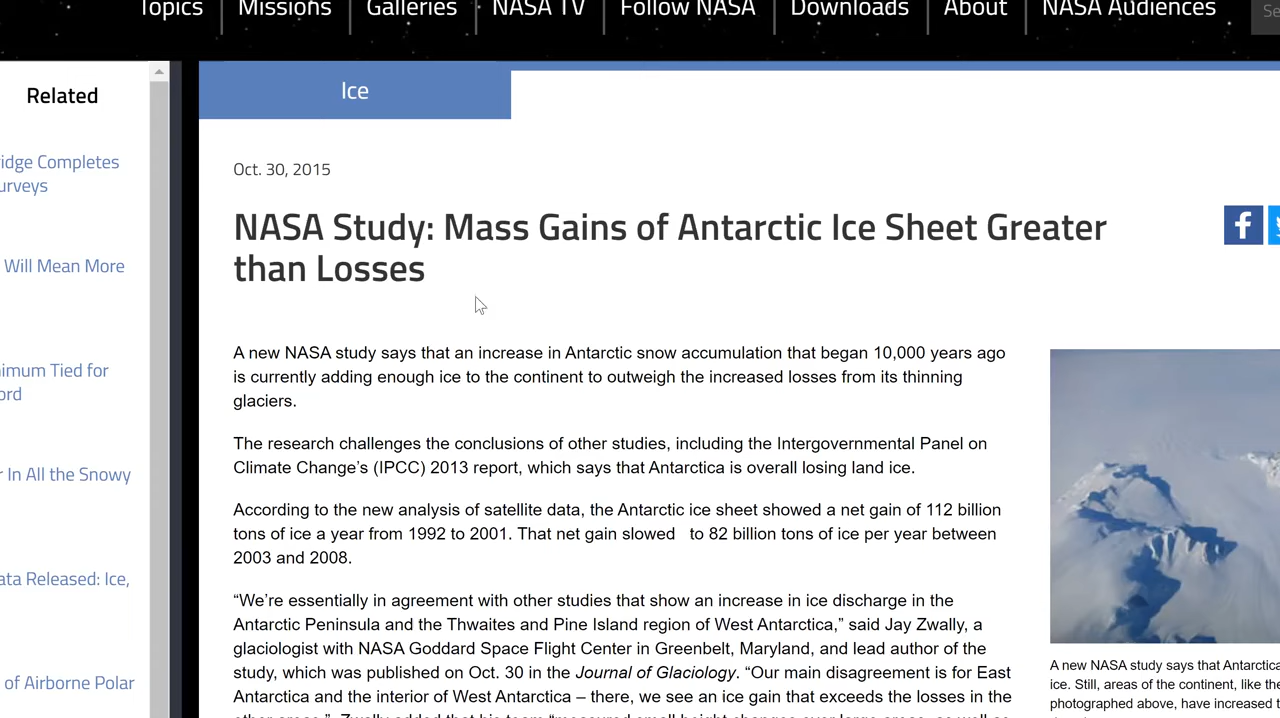 Topics Missions Galleries NASA TV Follow NASA Downloads About NASA Audiences
Related
Ice
Completes
Oct. 30, 2015
NASA Study: Mass Gains of Antarctic Ice Sheet Greater
than Losses
Will Mean More
A new NASA study says that an increase in Antarctic snow accumulation that began 10,000 years ago
is currently adding enough ice to the continent to outweigh the increased losses from its thinning
glaciers.
Tied for
The research challenges the conclusions of other studies, including the Intergovernmental Panel on
Climate Change’s (IPCC) 2013 report, which says that Antarctica is overall losing land ice.
In All the Snowy
According to the new analysis of satellite data, the Antarctic ice sheet showed a net gain of 112 billion
tons of ice a year from 1992 to 2001. That net gain slowed to 82 billion tons of ice per year between
2003 and 2008.
Released: Ice,
“We’re essentially in agreement with other studies that show an increase in ice discharge in the
Antarctic Peninsula and the Thwaites and Pine Island region of West Antarctica,” said Jay Zwally, a
glaciologist with NASA Goddard Space Flight Center in Greenbelt, Maryland, and lead author of the
study, which was published on Oct. 30 in the Journal of Glaciology. “Our main disagreement is for East
Antarctica and the interior of West Antarctica – there, we see an ice gain that exceeds the losses in the
of Airborne Polar
A new NASA study says that Antarctica
ice. Still, areas of the continent, like the
photographed above, have increased